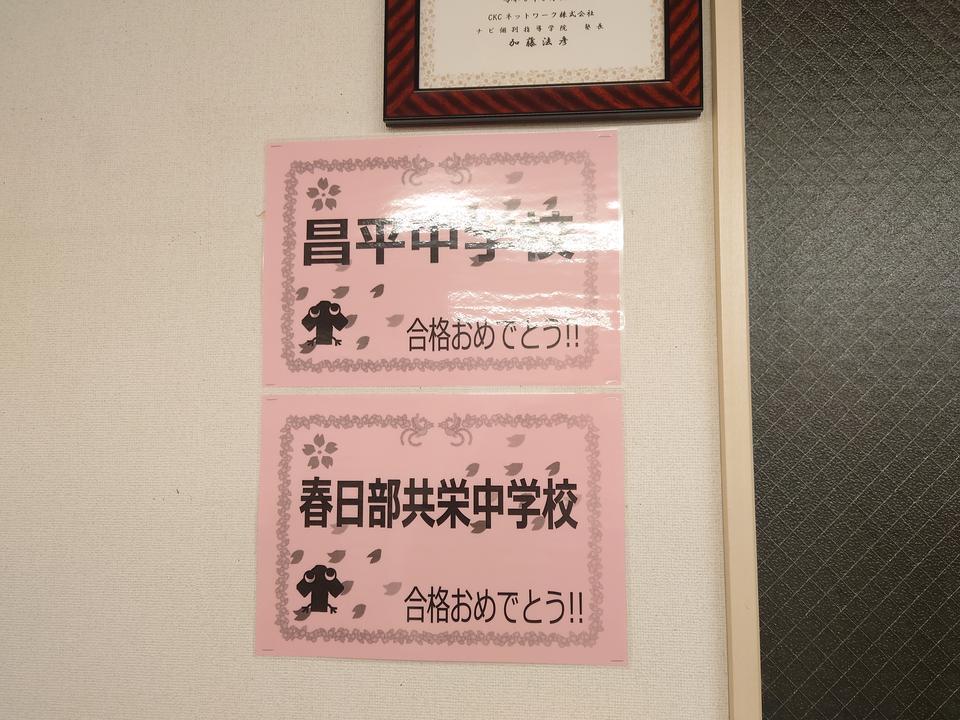 CKCネットワーク株式会社
ナビ個別指導学院 塾長
加藤法彦
昌平中学校
合格おめでとう!!
春日部共栄中学校
合格おめでとう!!